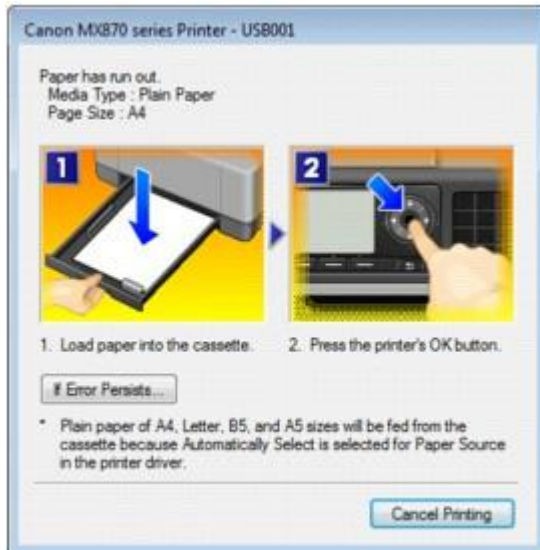 Canon MX870 series Printer - USB001
Paper has run out.
Media Type : Plain Paper
Page Size : A4
1
2
1. Load paper into the cassette.
2. Press the printer's OK button.
If Error Persists...
* Plain paper of A4, Letter, B5, and A5 sizes will be fed from the
cassette because Automatically Select is selected for Paper Source
in the printer driver.
Cancel Printing